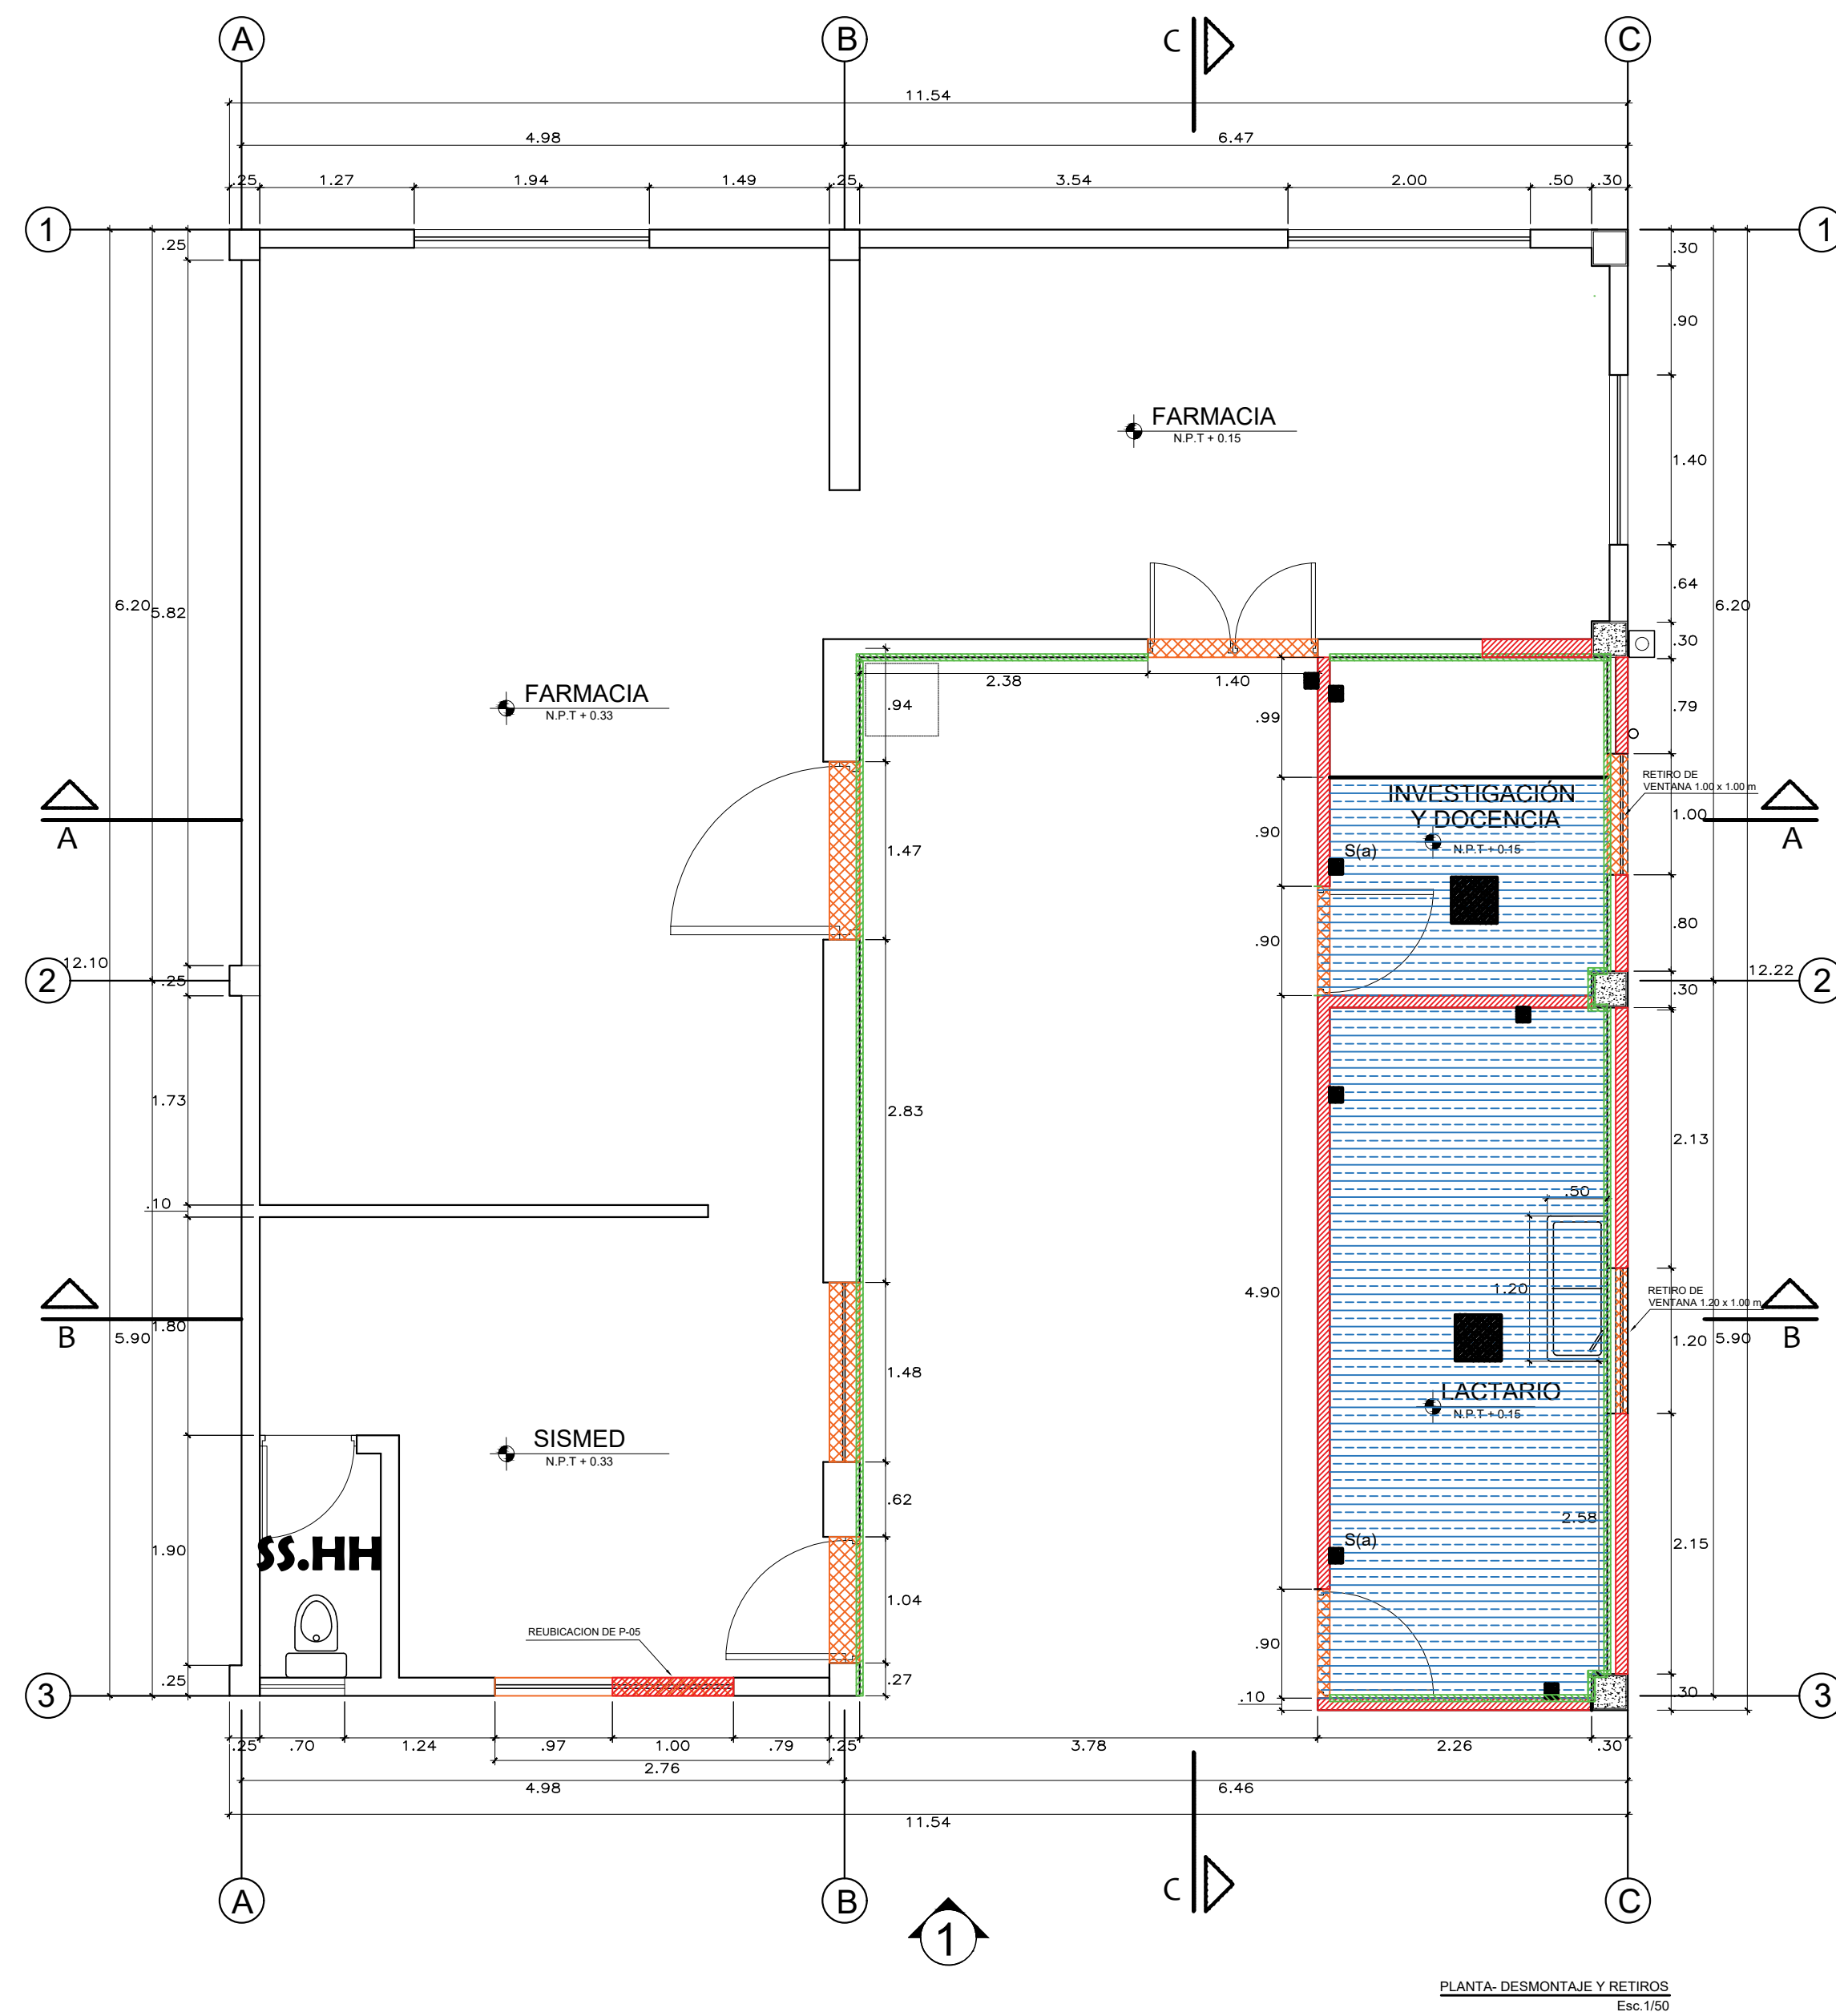 A
B
C
C
11.54
4.98
6.47
.25
1.27
1.94
1.49
.25
3.54
2.00
.50
.30
1
1
.25
.30
.90
FARMACIA
N.P.T + 0.15
1.40
6.20
5.82
.64
6.20
.30
2.38
1.40
FARMACIA
N.P.T + 0.33
.94
.99
.79
RETIRO DE
VENTANA 1.00 x 1.00 m
INVESTIGACIÓN
Y DOCENCIA
N.P.T + 0.15
1.00
A
A
S(a)
.90
1.47
.80
.90
12.10
12.22
2
2
.25
.30
1.73
2.83
2.13
.10
.50
1.20
4.90
RETIRO DE
VENTANA 1.20 x 1.00 m
B
B
5.90
1.80
1.20
5.90
1.48
LACTARIO
N.P.T + 0.15
SISMED
N.P.T + 0.33
.62
2.58
SS.HH
1.90
S(a)
2.15
1.04
REUBICACION DE P-05
.90
.25
.27
.30
3
3
.10
.25
.70
1.24
.97
1.00
.79
.25
3.78
2.26
.30
2.76
4.98
6.46
11.54
A
B
C
C
1
PLANTA- DESMONTAJE Y RETIROS
Esc.1/50